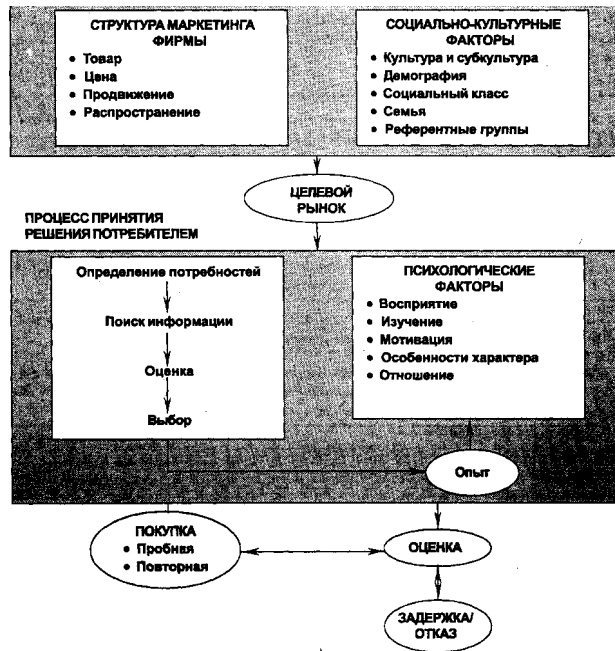 СТРУКТУРА МАРКЕТИНГА
ФИРМЫ
• Товар
• Цена
• Продвижение
• Распространение
СОЦИАЛЬНО-КУЛЬТУРНЫЕ
ФАКТОРЫ
• Культура и субкультура
• Демография
• Социальный класс
• Семья
• Референтные группы
ЦЕЛЕВОЙ
РЫНОК
ПРОЦЕСС ПРИНЯТИЯ
РЕШЕНИЯ ПОТРЕБИТЕЛЕМ
Определение потребностей
Поиск информации
Оценка
Выбор
ПСИХОЛОГИЧЕСКИЕ
ФАКТОРЫ
• Восприятие
• Изучение
• Мотивация
• Особенности характера
• Отношение
Опыт
ПОКУПКА
• Пробная
• Повторная
ОЦЕНКА
ЗАДЕРЖКА/
ОТКАЗ